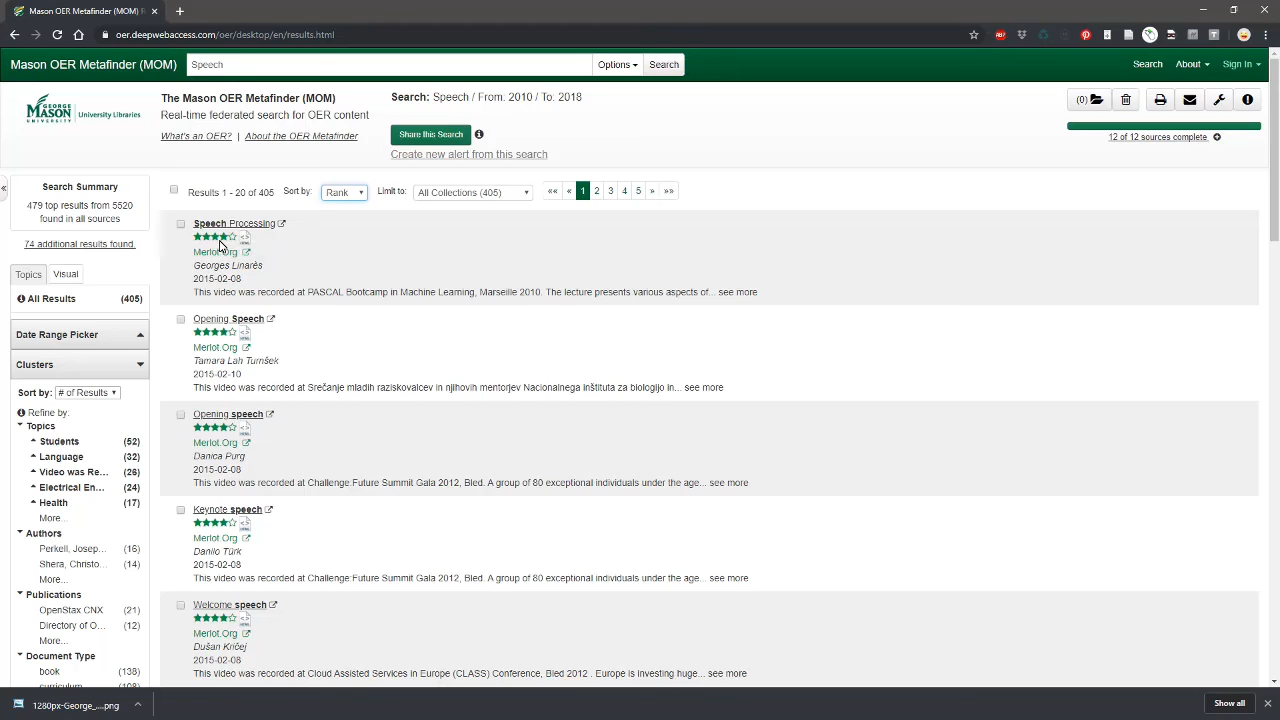 Mason OER Metafinder (MOM) R
oer.deepwebaccess.com/oer/desktop/en/results.html
Mason OER Metafinder (MOM)
Speech
Options
Search
Search
About
Sign In
GEORGE MASON UNIVERSITY
University Libraries
The Mason OER Metafinder (MOM)
Real-time federated search for OER content
What's an OER? | About the OER Metafinder
Search: Speech / From: 2010 / To: 2018
Share this Search
Create new alert from this search
(0)
12 of 12 sources complete
Search Summary
479 top results from 5520
found in all sources
74 additional results found.
Topics
Visual
All Results (405)
Date Range Picker
Clusters
Sort by: # of Results
Refine by:
Topics
Students (52)
Language (32)
Video was Re... (26)
Electrical En... (24)
Health (17)
More...
Authors
Perkell, Josep... (16)
Shera, Christo... (14)
More...
Publications
OpenStax CNX (21)
Directory of O... (12)
More...
Document Type
book (138)
curriculum (108)
Results 1 - 20 of 405 Sort by: Rank Limit to: All Collections (405) «« « 1 2 3 4 5 » »»
Speech Processing
HTML
Merlot.Org
Georges Linarès
2015-02-08
This video was recorded at PASCAL Bootcamp in Machine Learning, Marseille 2010. The lecture presents various aspects of... see more
Opening Speech
HTML
Merlot.Org
Tamara Lah Turnšek
2015-02-10
This video was recorded at Srečanje mladih raziskovalcev in njihovih mentorjev Nacionalnega inštituta za biologijo in... see more
Opening speech
HTML
Merlot.Org
Danica Purg
2015-02-08
This video was recorded at Challenge:Future Summit Gala 2012, Bled. A group of 80 exceptional individuals under the age... see more
Keynote speech
HTML
Merlot.Org
Danilo Türk
2015-02-08
This video was recorded at Challenge:Future Summit Gala 2012, Bled. A group of 80 exceptional individuals under the age... see more
Welcome speech
HTML
Merlot.Org
Dušan Kričej
2015-02-08
This video was recorded at Cloud Assisted Services in Europe (CLASS) Conference, Bled 2012 . Europe is investing huge... see more
1280px-George_....png
Show all